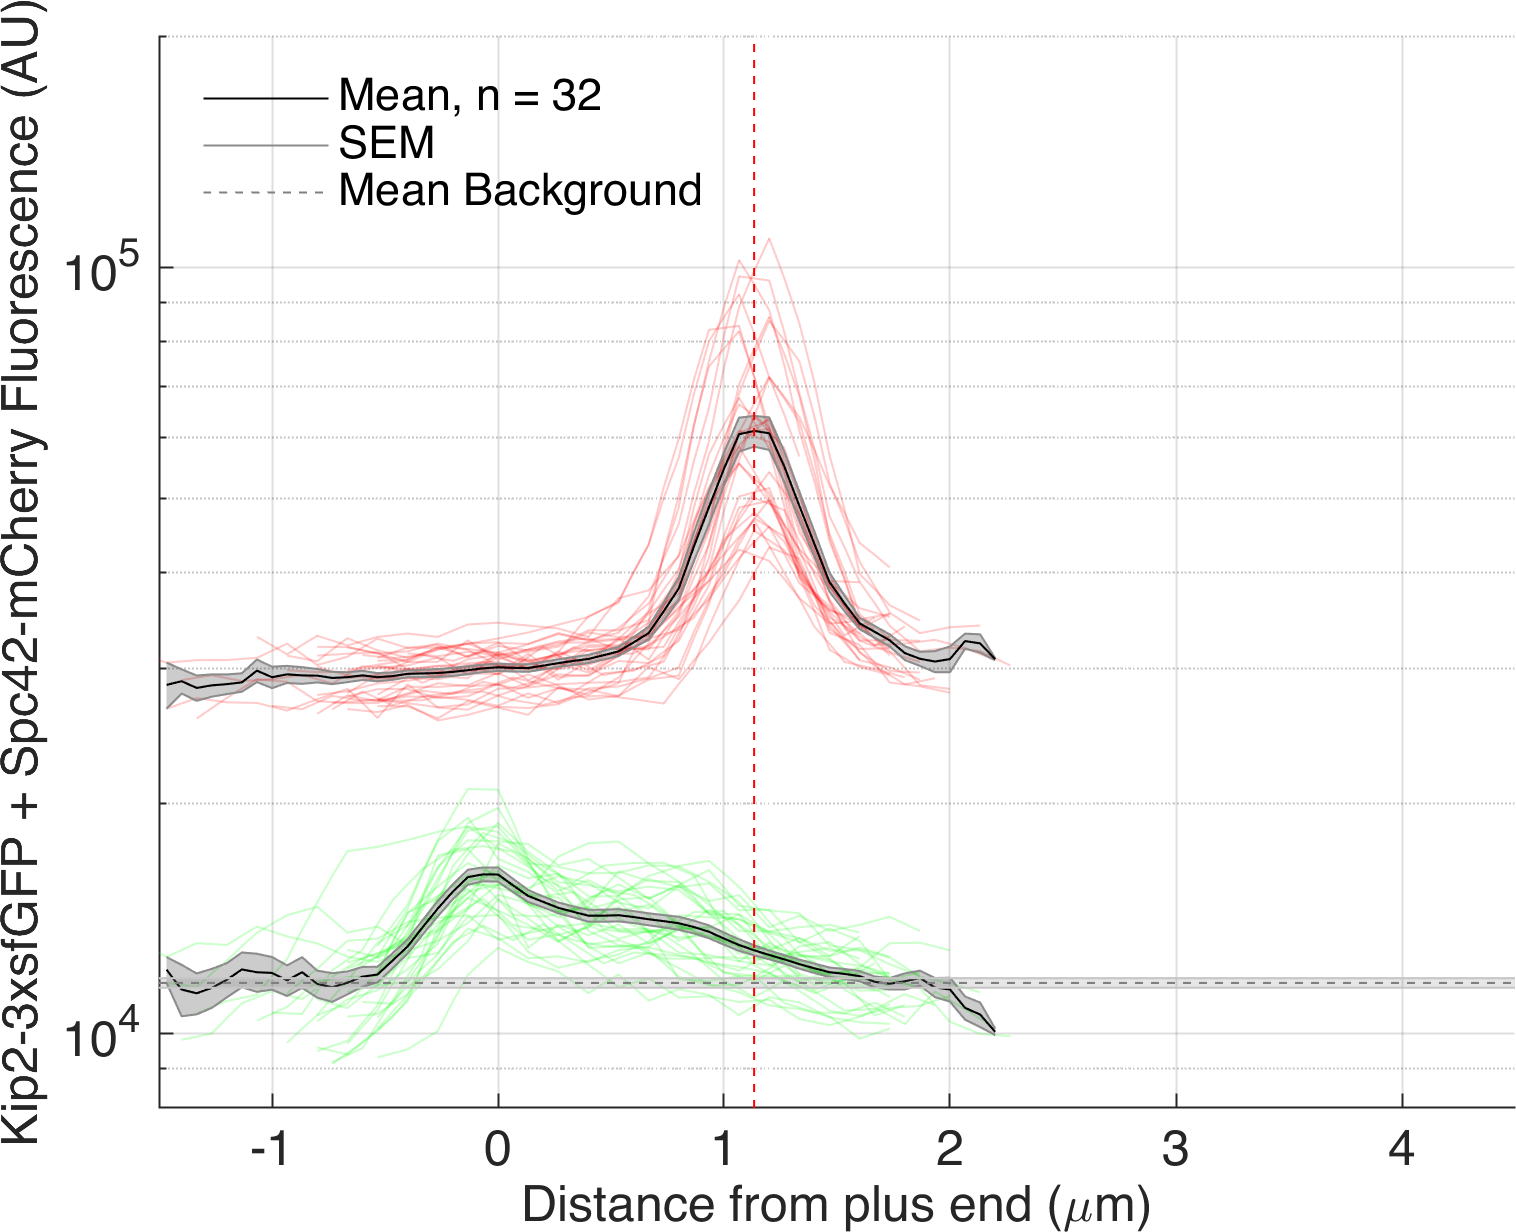 Kip2-3xsfGFP + Spc42-mCherry Fluorescence (AU)
Mean, n = 32
SEM
Mean Background
10^5
10^4
-1 0 1 2 3 4
Distance from plus end (μm)